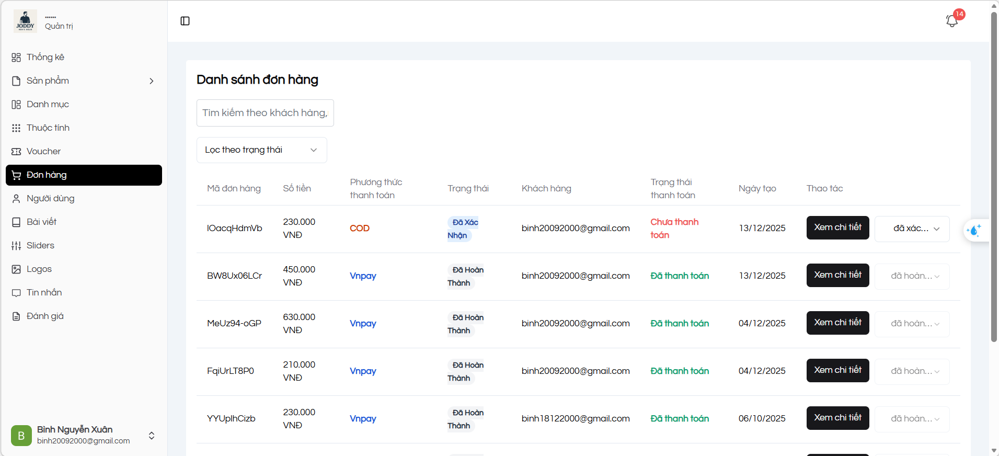 JODDY
MEN'S WEAR
Quản trị
14
Thống kê
Sản phẩm
Danh mục
Thuộc tính
Voucher
Đơn hàng
Người dùng
Bài viết
Sliders
Logos
Tin nhắn
Đánh giá
B
Bình Nguyễn Xuân
binh20092000@gmail.com
Danh sánh đơn hàng
Tìm kiếm theo khách hàng,
Lọc theo trạng thái
Mã đơn hàng Số tiền Phương thức thanh toán Trạng thái Khách hàng Trạng thái thanh toán Ngày tạo Thao tác
lOacqHdmVb 230.000 VNĐ COD Đã Xác Nhận binh20092000@gmail.com Chưa thanh toán 13/12/2025 Xem chi tiết đã xác...
BW8Ux06LCr 450.000 VNĐ Vnpay Đã Hoàn Thành binh20092000@gmail.com Đã thanh toán 13/12/2025 Xem chi tiết đã hoàn...
MeUz94-oGP 630.000 VNĐ Vnpay Đã Hoàn Thành binh20092000@gmail.com Đã thanh toán 04/12/2025 Xem chi tiết đã hoàn...
FqiUrLT8P0 210.000 VNĐ Vnpay Đã Hoàn Thành binh20092000@gmail.com Đã thanh toán 04/12/2025 Xem chi tiết đã hoàn...
YYUplhCizb 230.000 VNĐ Vnpay Đã Hoàn Thành binh18122000@gmail.com Đã thanh toán 06/10/2025 Xem chi tiết đã hoàn...